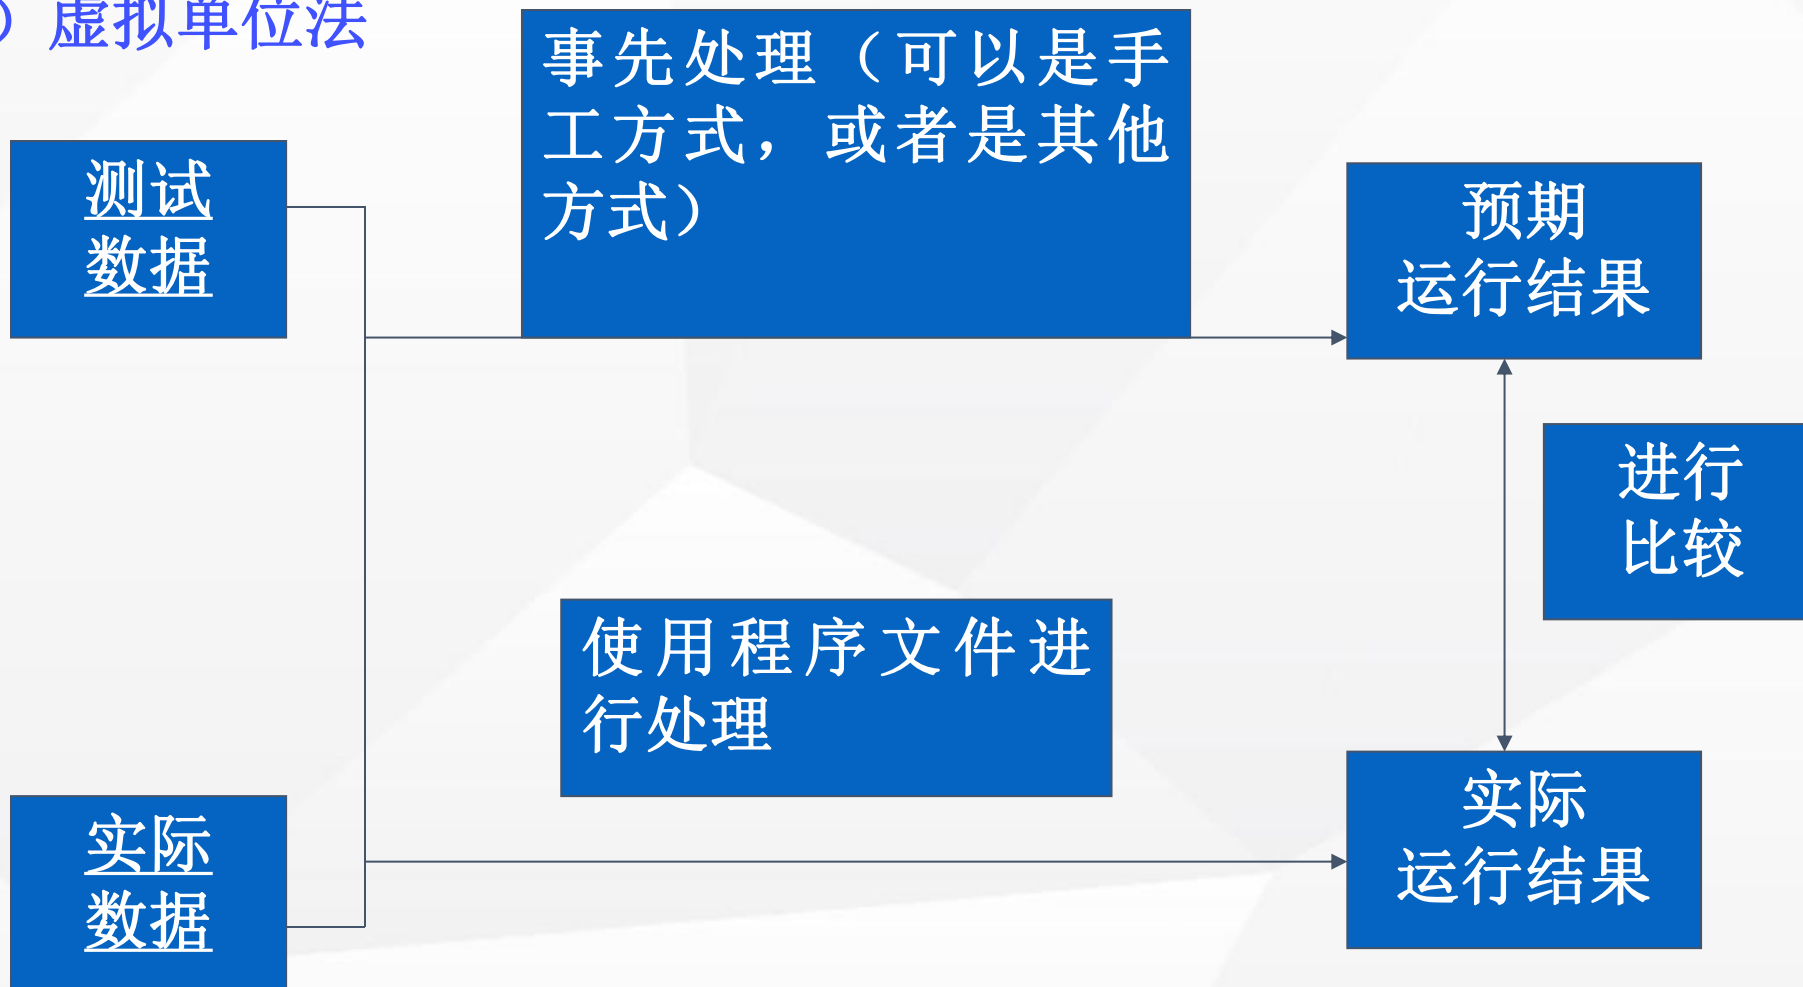 ）虚拟单位法
事先处理（可以是手
工方式，或者是其他
方式）
测试
数据
预期
运行结果
进行
比较
使用程序文件进
行处理
实际
数据
实际
运行结果